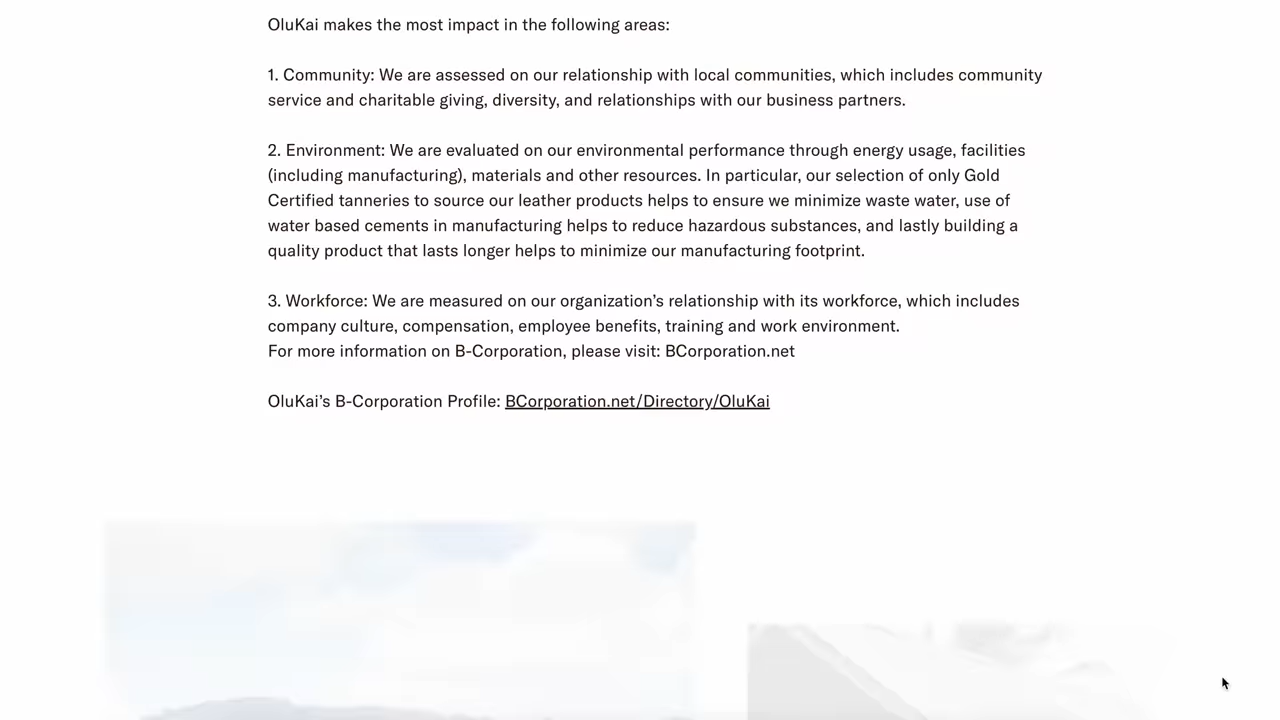 OluKai makes the most impact in the following areas:
1. Community: We are assessed on our relationship with local communities, which includes community
service and charitable giving, diversity, and relationships with our business partners.
2. Environment: We are evaluated on our environmental performance through energy usage, facilities
(including manufacturing), materials and other resources. In particular, our selection of only Gold
Certified tanneries to source our leather products helps to ensure we minimize waste water, use of
water based cements in manufacturing helps to reduce hazardous substances, and lastly building a
quality product that lasts longer helps to minimize our manufacturing footprint.
3. Workforce: We are measured on our organization’s relationship with its workforce, which includes
company culture, compensation, employee benefits, training and work environment.
For more information on B-Corporation, please visit: BCorporation.net
OluKai’s B-Corporation Profile: BCorporation.net/Directory/OluKai